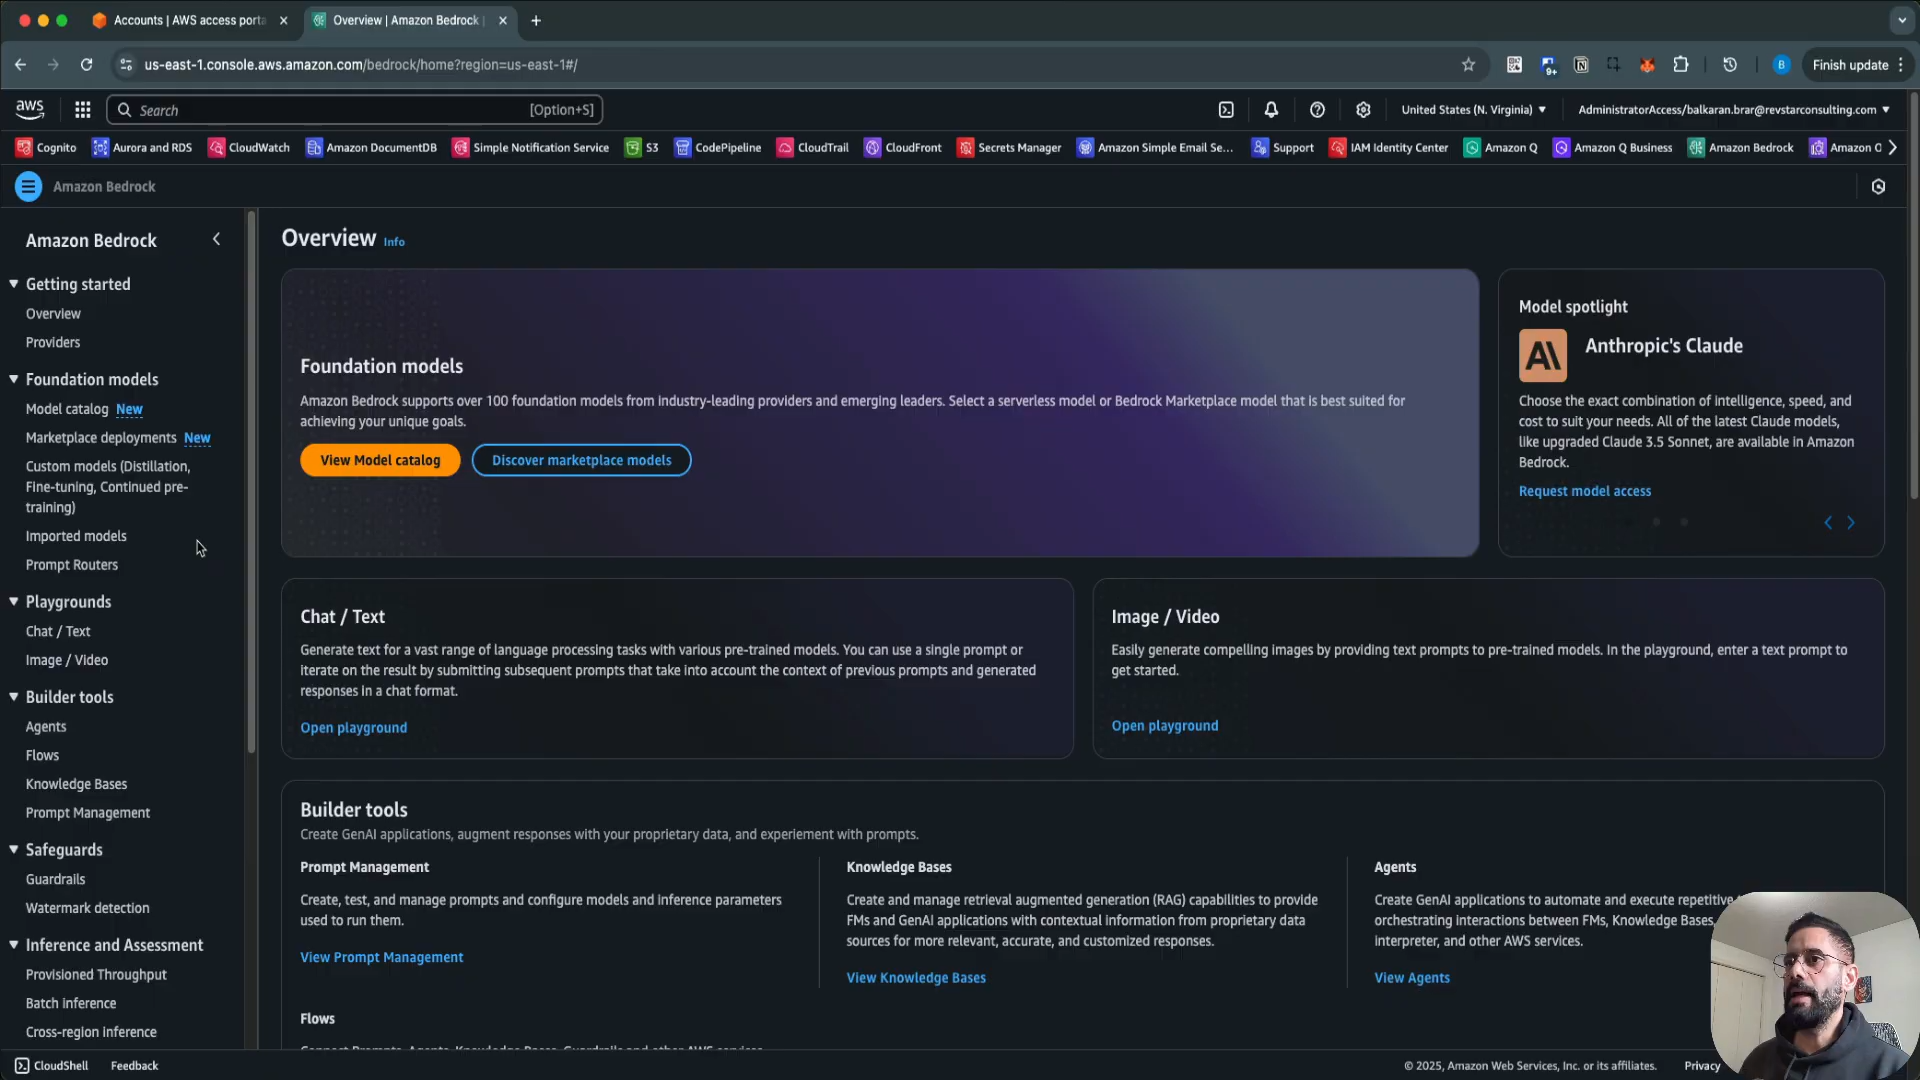 Accounts | AWS access porta
Overview | Amazon Bedrock |
us-east-1.console.aws.amazon.com/bedrock/home?region=us-east-1#/
9+
B
Finish update
aws
Search
[Option+S]
United States (N. Virginia)
AdministratorAccess/balkaran.brar@revstarconsulting.com
Cognito
Aurora and RDS
CloudWatch
Amazon DocumentDB
Simple Notification Service
S3
CodePipeline
CloudTrail
CloudFront
Secrets Manager
Amazon Simple Email Se...
Support
IAM Identity Center
Amazon Q
Amazon Q Business
Amazon Bedrock
Amazon O
Amazon Bedrock
Amazon Bedrock
Getting started
Overview
Providers
Foundation models
Model catalog New
Marketplace deployments New
Custom models (Distillation,
Fine-tuning, Continued pre-
training)
Imported models
Prompt Routers
Playgrounds
Chat / Text
Image / Video
Builder tools
Agents
Flows
Knowledge Bases
Prompt Management
Safeguards
Guardrails
Watermark detection
Inference and Assessment
Provisioned Throughput
Batch inference
Cross-region inference
Overview Info
Foundation models
Amazon Bedrock supports over 100 foundation models from industry-leading providers and emerging leaders. Select a serverless model or Bedrock Marketplace model that is best suited for
achieving your unique goals.
View Model catalog
Discover marketplace models
Model spotlight
A\
Anthropic's Claude
Choose the exact combination of intelligence, speed, and
cost to suit your needs. All of the latest Claude models,
like upgraded Claude 3.5 Sonnet, are available in Amazon
Bedrock.
Request model access
Chat / Text
Generate text for a vast range of language processing tasks with various pre-trained models. You can use a single prompt or
iterate on the result by submitting subsequent prompts that take into account the context of previous prompts and generated
responses in a chat format.
Open playground
Image / Video
Easily generate compelling images by providing text prompts to pre-trained models. In the playground, enter a text prompt to
get started.
Open playground
Builder tools
Create GenAI applications, augment responses with your proprietary data, and experiement with prompts.
Prompt Management
Create, test, and manage prompts and configure models and inference parameters
used to run them.
View Prompt Management
Knowledge Bases
Create and manage retrieval augmented generation (RAG) capabilities to provide
FMs and GenAI applications with contextual information from proprietary data
sources for more relevant, accurate, and customized responses.
View Knowledge Bases
Agents
Create GenAI applications to automate and execute repetitive
orchestrating interactions between FMs, Knowledge Bases,
interpreter, and other AWS services.
View Agents
Flows
Connect Prompts, Agents, Knowledge Bases, Guardrails and other AWS services
CloudShell
Feedback
© 2025, Amazon Web Services, Inc. or its affiliates.
Privacy